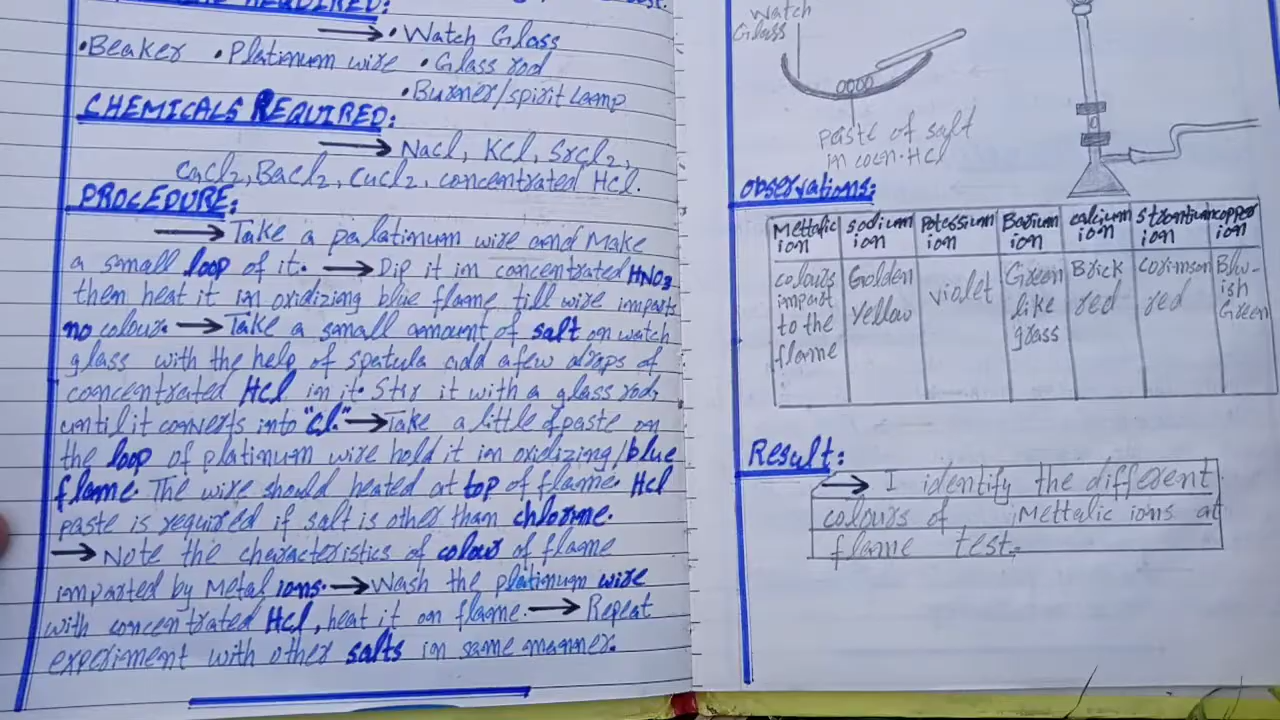 REQUIRED:
→ • Watch Glass
• Beaker • Platinum wire • Glass rod
• Burner/spirit lamp
CHEMICALS REQUIRED:
→ Nacl, KCl, SrCl2,
CaCl2, BaCl2, CuCl2, concentrated HCl.
PROCEDURE:
→ Take a palatinum wire and Make
a small loop of it. → Dip it in concentrated HNO3
then heat it in oxidizing blue flame till wire imparts
no colour. → Take a small amount of salt on watch
glass with the help of spatula add a few drops of
concentrated HCl in it. Stir it with a glass rod,
until it converts into "Cl." → Take a little of paste on
the loop of platinum wire hold it in oxidizing/blue
flame. The wire should heated at top of flame. HCl
paste is required if salt is other than chlorine.
→ Note the characteristics of colour of flame
imparted by Metal ions. → Wash the platinum wire
with concentrated HCl, heat it on flame. → Repeat
experiment with other salts in same manner.
Watch
Glass
paste of salt
in conn. HCl
Observations:
Mettalic ion sodium ion Potessium ion Barium ion calcium ion strontium ion copper ion
colours impart to the flame Golden Yellow violet Green like grass Brick red corimson red Blu-ish Green
Result:
→ I identify the different
colours of Mettalic ions at
flame test.